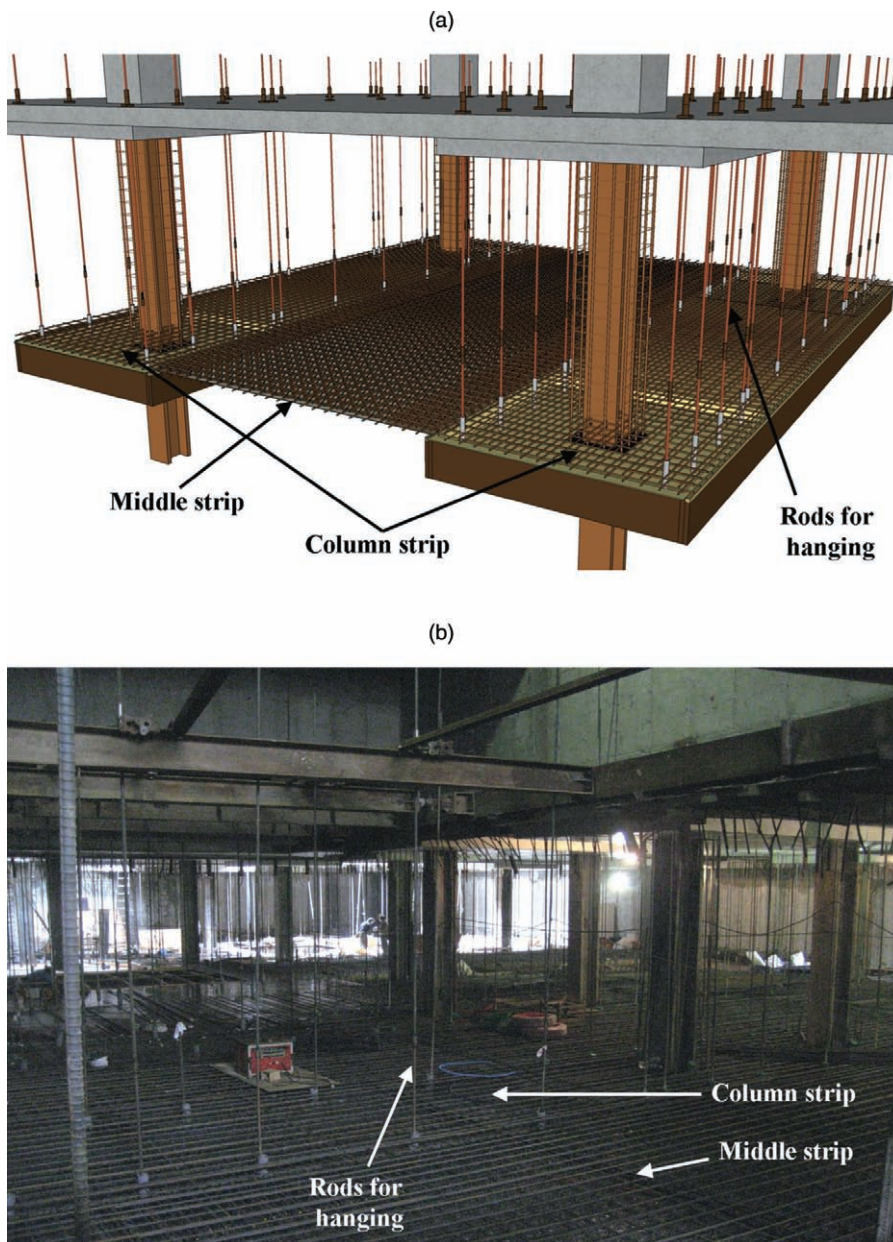 (a)
Middle strip
Column strip
Rods for
hanging
(b)
Column strip
Middle strip
Rods for
hanging